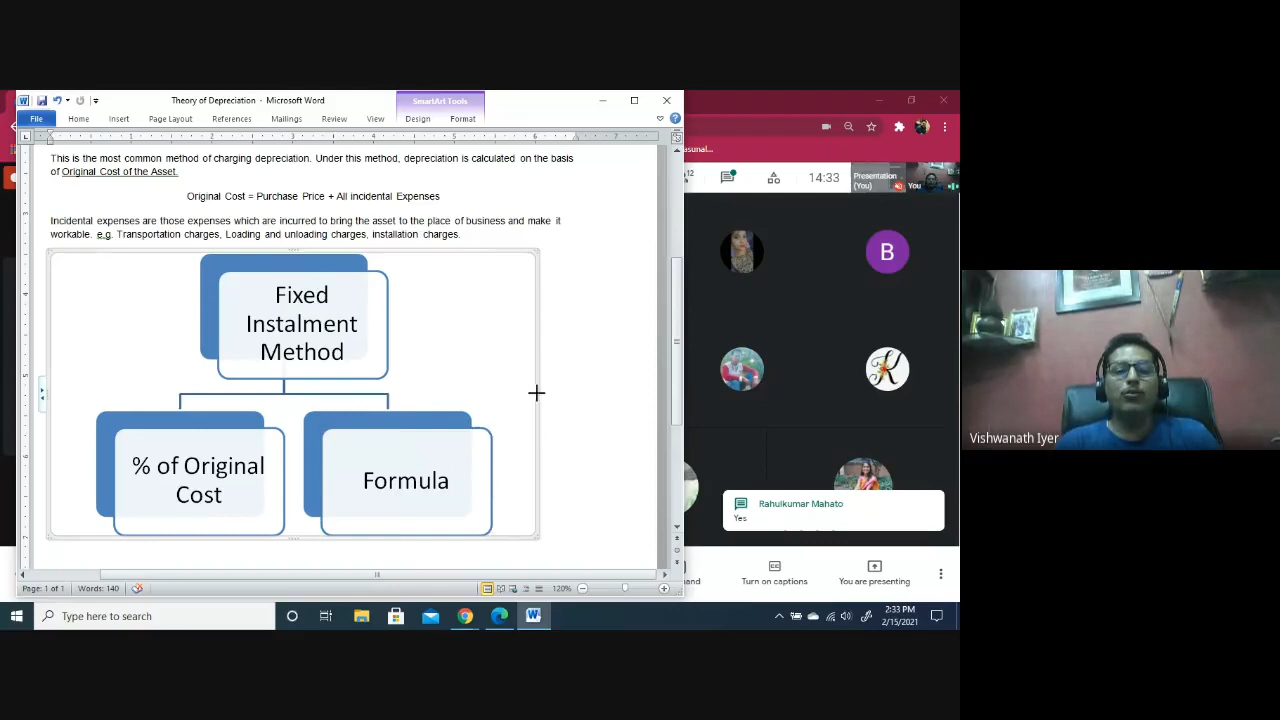 Theory of Depreciation - Microsoft Word
SmartArt Tools
File Home Insert Page Layout References Mailings Review View Design Format
This is the most common method of charging depreciation. Under this method, depreciation is calculated on the basis
of Original Cost of the Asset.
Original Cost = Purchase Price + All incidental Expenses
Incidental expenses are those expenses which are incurred to bring the asset to the place of business and make it
workable. e.g. Transportation charges, Loading and unloading charges, installation charges.
Fixed
Instalment
Method
% of Original
Cost
Formula
Page: 1 of 1 Words: 140 120%
Type here to search
esunal...
12 14:33 Presentation
(You) You
B
K
Rahulkumar Mahato
Yes
and Turn on captions You are presenting
2:33 PM
2/15/2021
Vishwanath Iyer